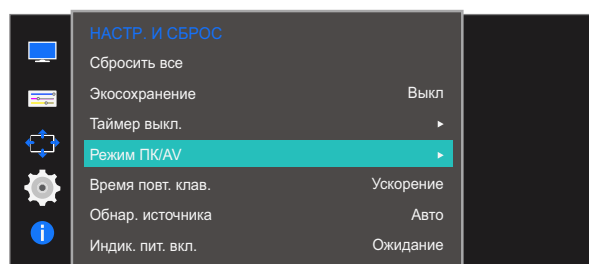 НАСТР. И СБРОС
Сбросить все
Экосохранение Выкл
Таймер выкл.
Режим ПК/AV
Время повт. клав. Ускорение
Обнар. источника Авто
Индик. пит. вкл. Ожидание